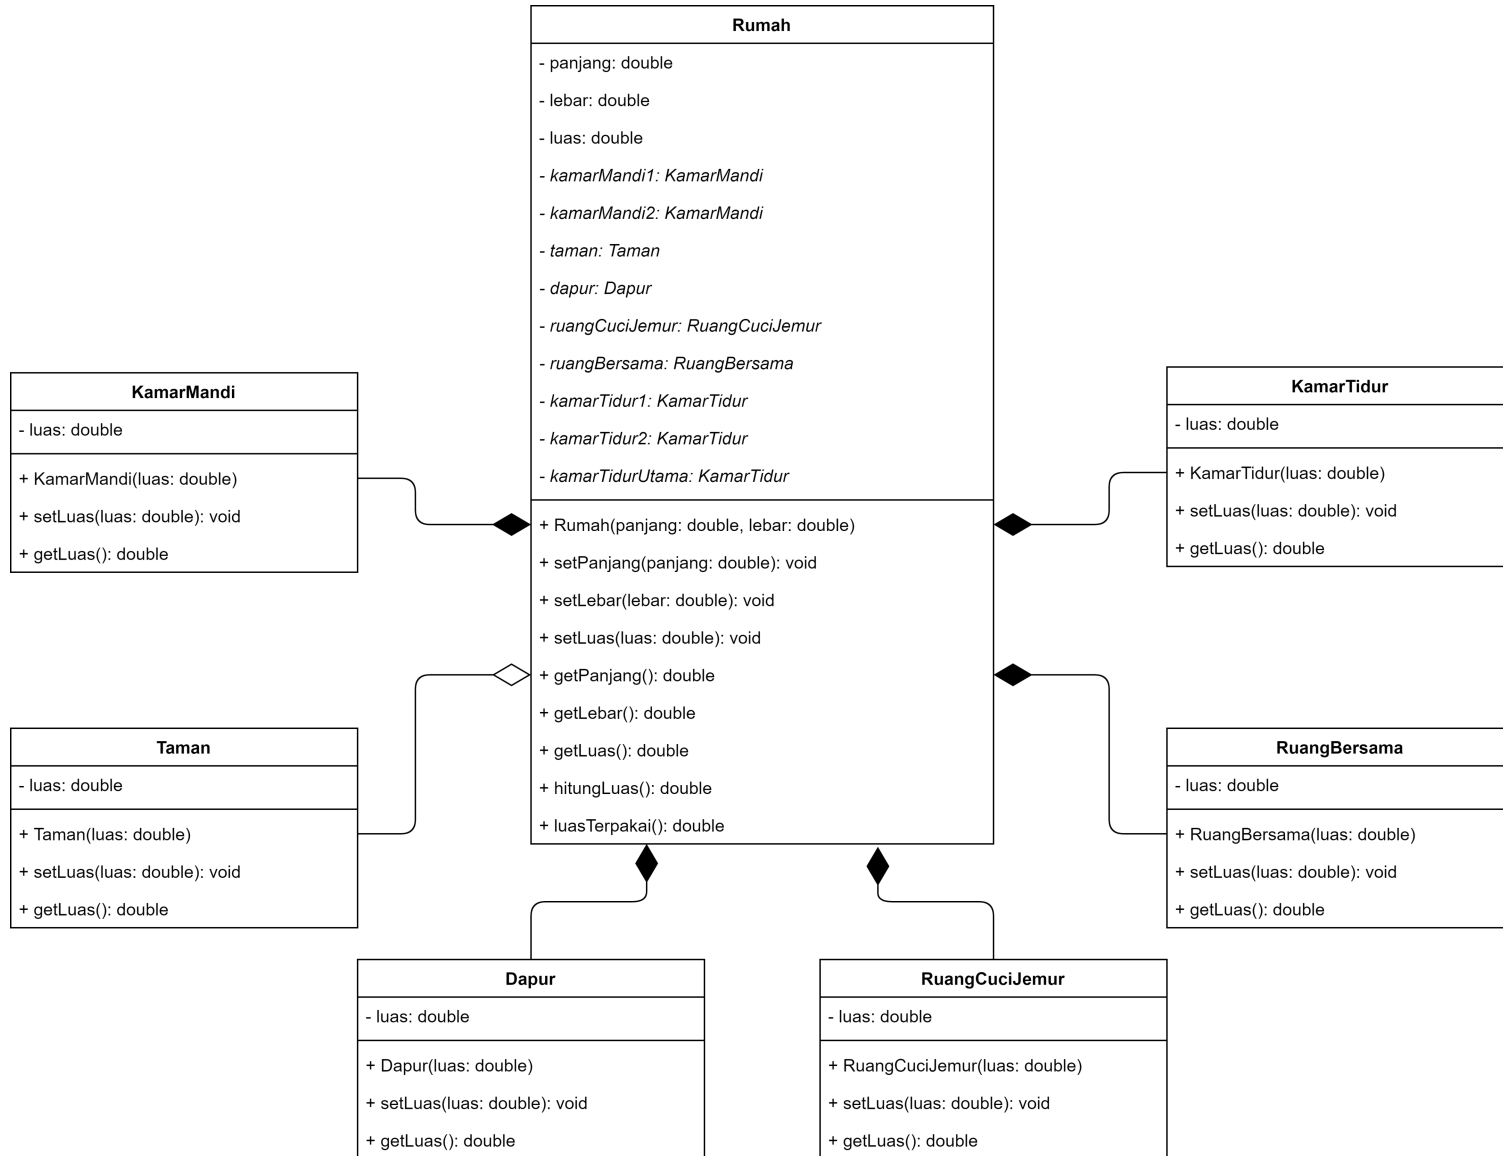 Rumah
- panjang: double
- lebar: double
- luas: double
- kamarMandi1: KamarMandi
- kamarMandi2: KamarMandi
- taman: Taman
- dapur: Dapur
- ruangCuciJemur: RuangCuciJemur
- ruangBersama: RuangBersama
- kamarTidur1: KamarTidur
- kamarTidur2: KamarTidur
- kamarTidurUtama: KamarTidur
+ Rumah(panjang: double, lebar: double)
+ setPanjang(panjang: double): void
+ setLebar(lebar: double): void
+ setLuas(luas: double): void
+ getPanjang(): double
+ getLebar(): double
+ getLuas(): double
+ hitungLuas(): double
+ luasTerpakai(): double
KamarMandi
- luas: double
+ KamarMandi(luas: double)
+ setLuas(luas: double): void
+ getLuas(): double
KamarTidur
- luas: double
+ KamarTidur(luas: double)
+ setLuas(luas: double): void
+ getLuas(): double
Taman
- luas: double
+ Taman(luas: double)
+ setLuas(luas: double): void
+ getLuas(): double
RuangBersama
- luas: double
+ RuangBersama(luas: double)
+ setLuas(luas: double): void
+ getLuas(): double
Dapur
- luas: double
+ Dapur(luas: double)
+ setLuas(luas: double): void
+ getLuas(): double
RuangCuciJemur
- luas: double
+ RuangCuciJemur(luas: double)
+ setLuas(luas: double): void
+ getLuas(): double